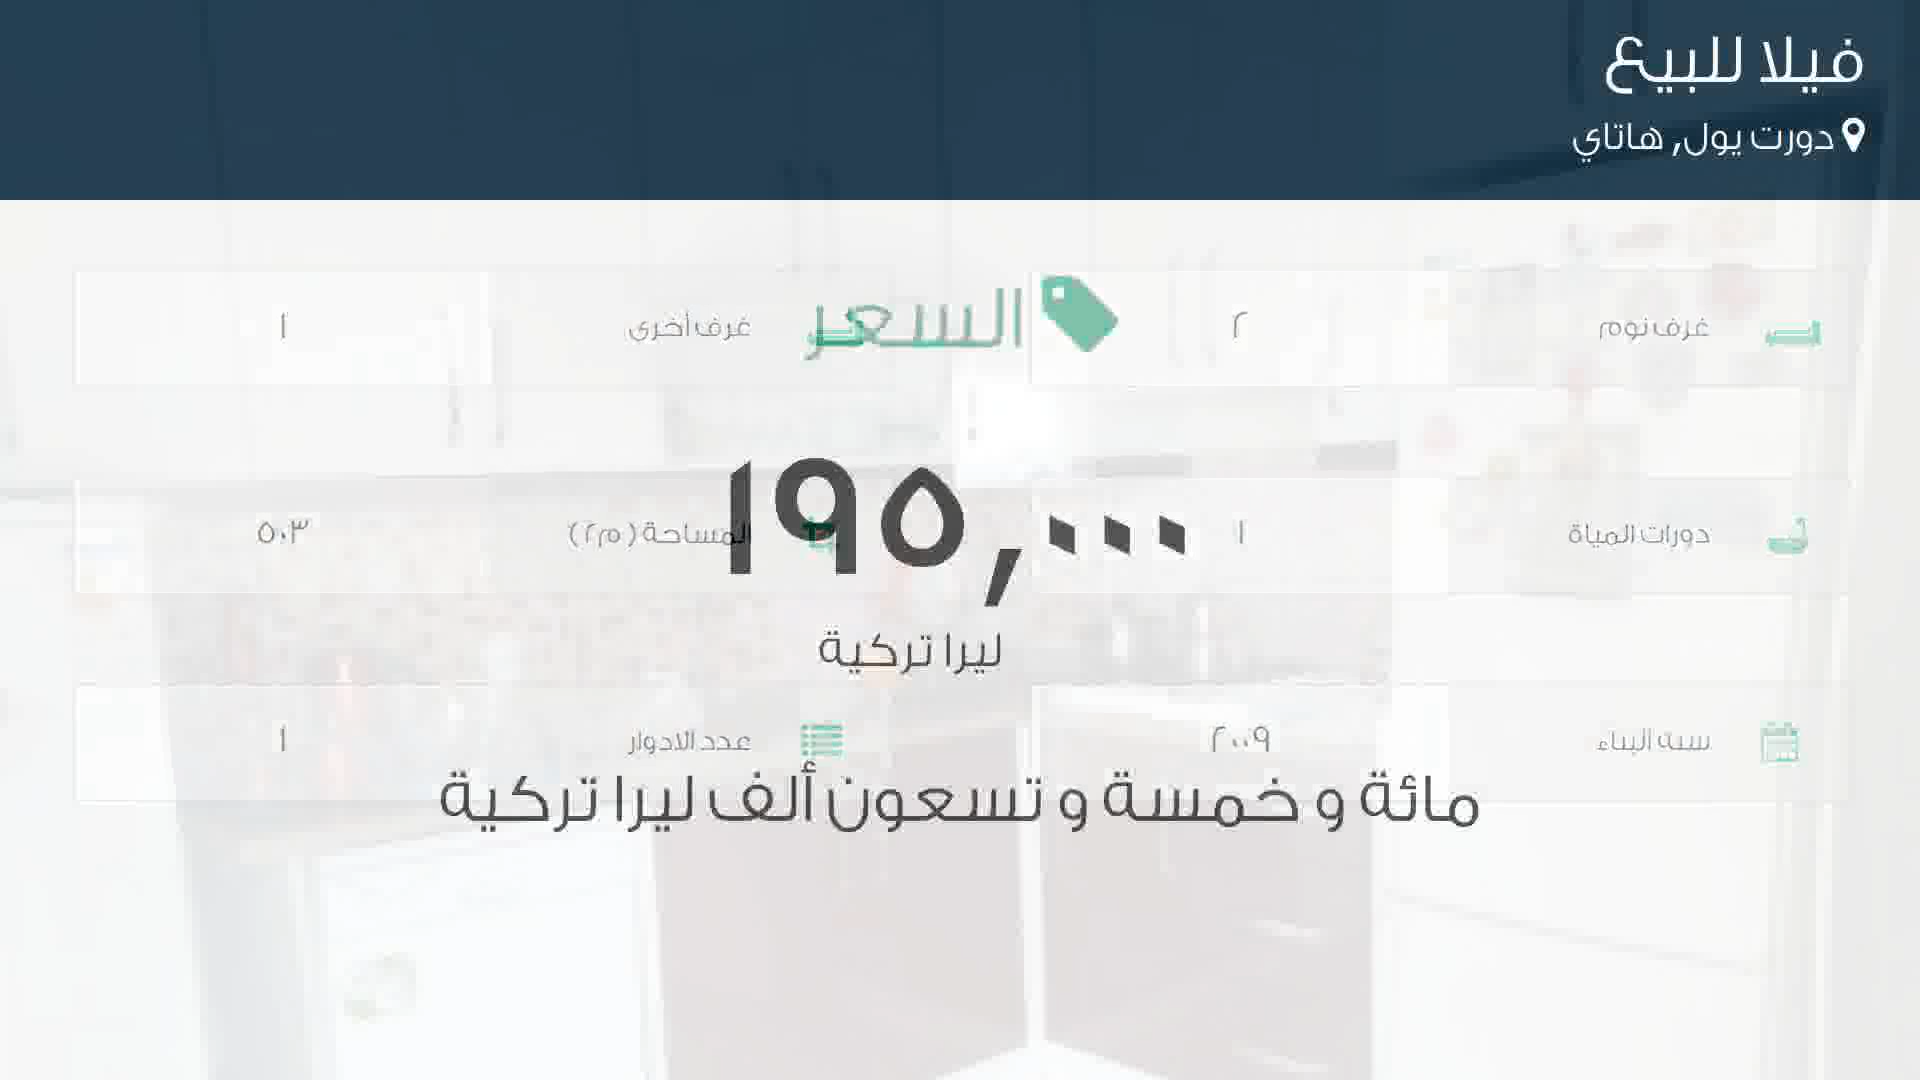 فيلا للبيع
دورت يول, هاتاي
السعر
غرف نوم ٢ غرف أخرى ١
١٩٥,٠٠٠
دورات المياة ١ المساحة (م٢) ٥٠٣
ليرا تركية
سنة البناء ٢٠٠٩ عدد الادوار ١
مائة و خمسة و تسعون ألف ليرا تركية